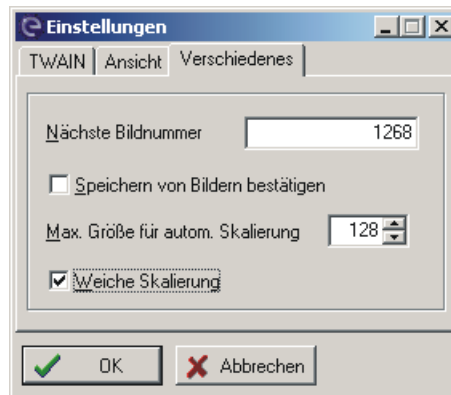 Einstellungen
TWAIN Ansicht Verschiedenes
Nächste Bildnummer 1268
Speichern von Bildern bestätigen
Max. Größe für autom. Skalierung 128
Weiche Skalierung
OK Abbrechen